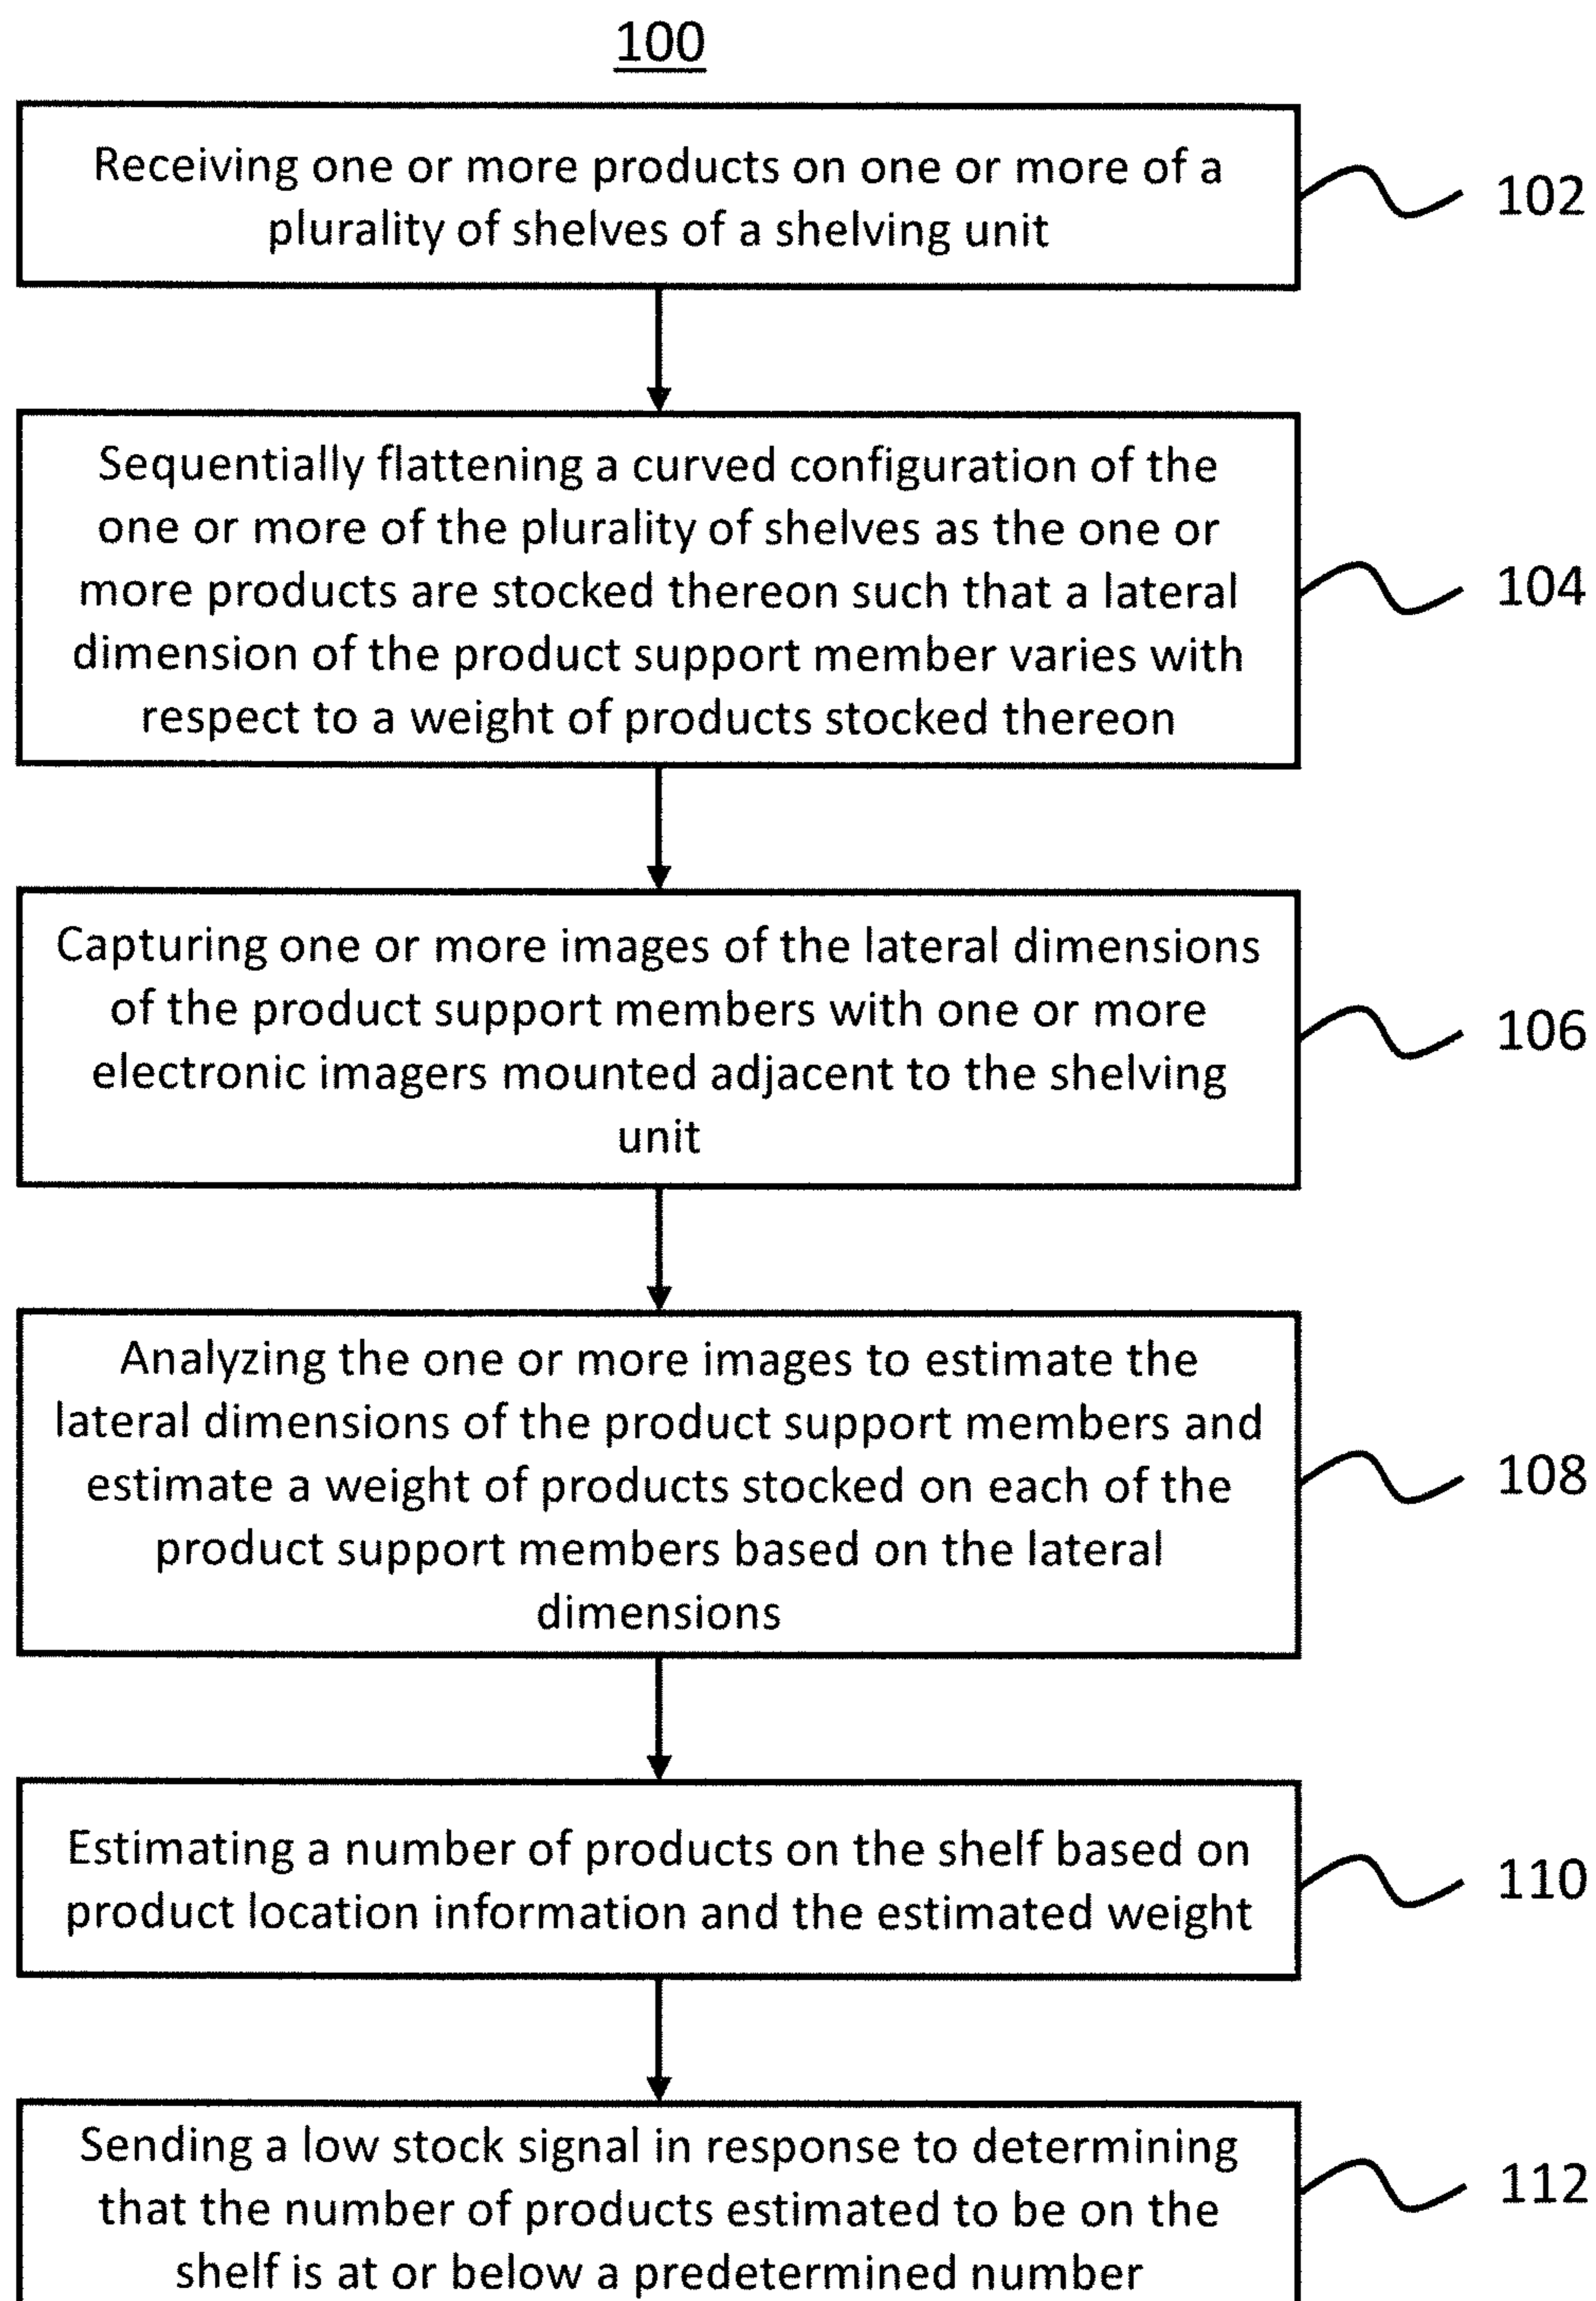 100
Receiving one or more products on one or more of a
plurality of shelves of a shelving unit
102
Sequentially flattening a curved configuration of the
one or more of the plurality of shelves as the one or
more products are stocked thereon such that a lateral
dimension of the product support member varies with
respect to a weight of products stocked thereon
104
Capturing one or more images of the lateral dimensions
of the product support members with one or more
electronic imagers mounted adjacent to the shelving
unit
106
Analyzing the one or more images to estimate the
lateral dimensions of the product support members and
estimate a weight of products stocked on each of the
product support members based on the lateral
dimensions
108
Estimating a number of products on the shelf based on
product location information and the estimated weight
110
Sending a low stock signal in response to determining
that the number of products estimated to be on the
shelf is at or below a predetermined number
112